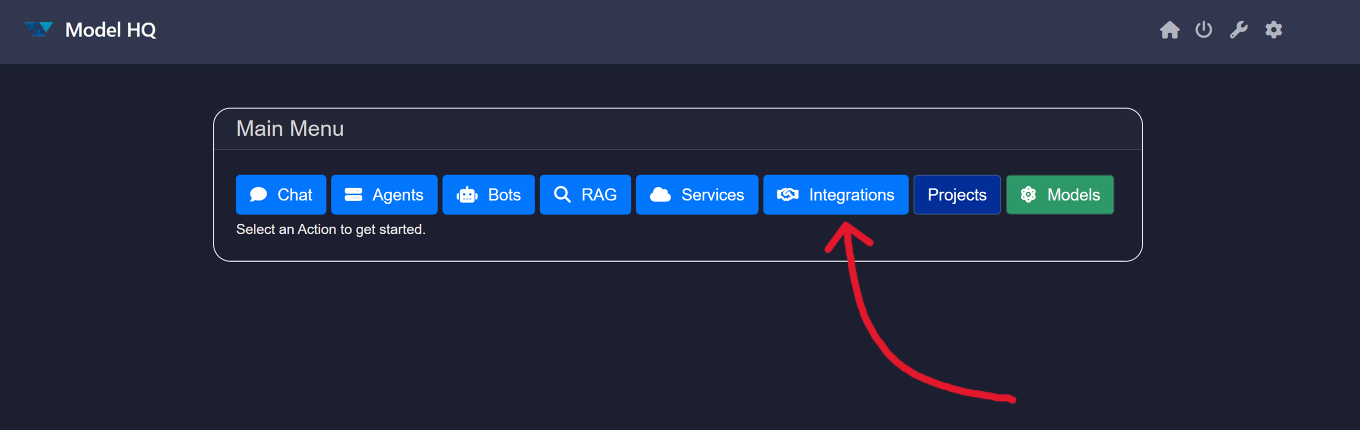 Model HQ
Main Menu
Chat Agents Bots RAG Services Integrations Projects Models
Select an Action to get started.